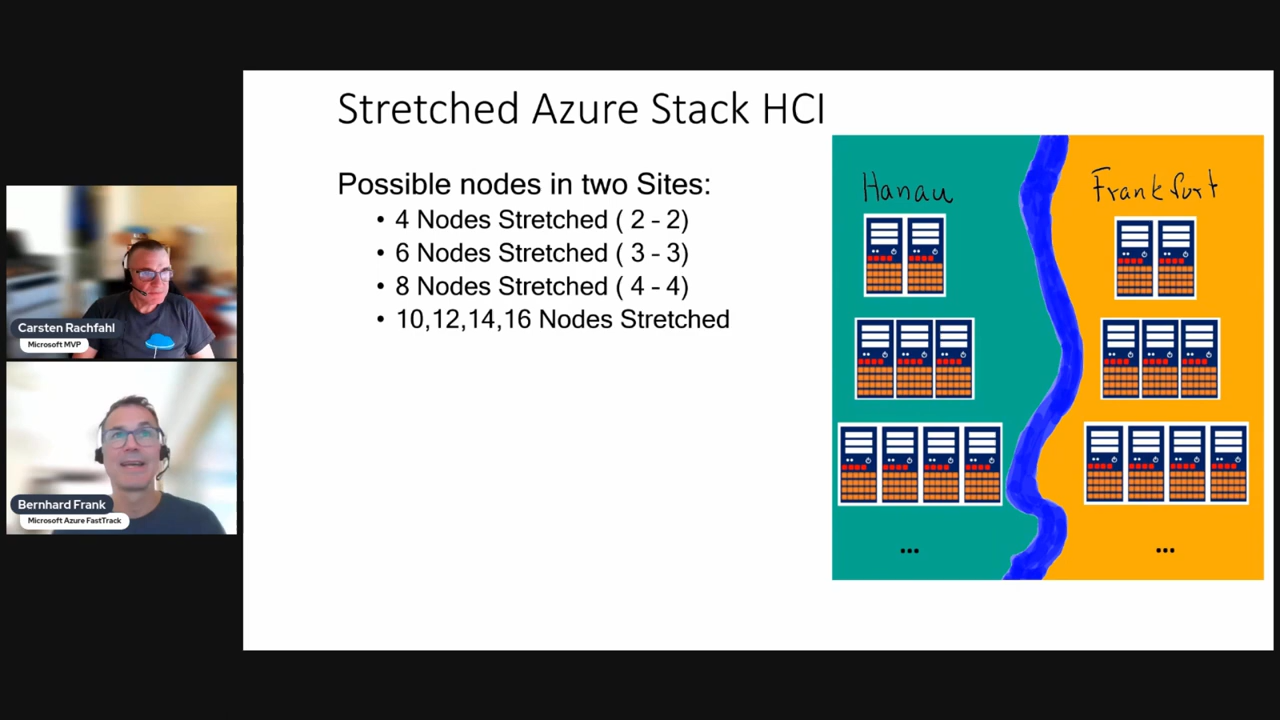 Stretched Azure Stack HCI
Possible nodes in two Sites:
• 4 Nodes Stretched ( 2 - 2)
• 6 Nodes Stretched ( 3 - 3)
• 8 Nodes Stretched ( 4 - 4)
• 10,12,14,16 Nodes Stretched
Hanau
Frankfurt
...
...
Carsten Rachfahl
Microsoft MVP
Bernhard Frank
Microsoft Azure FastTrack